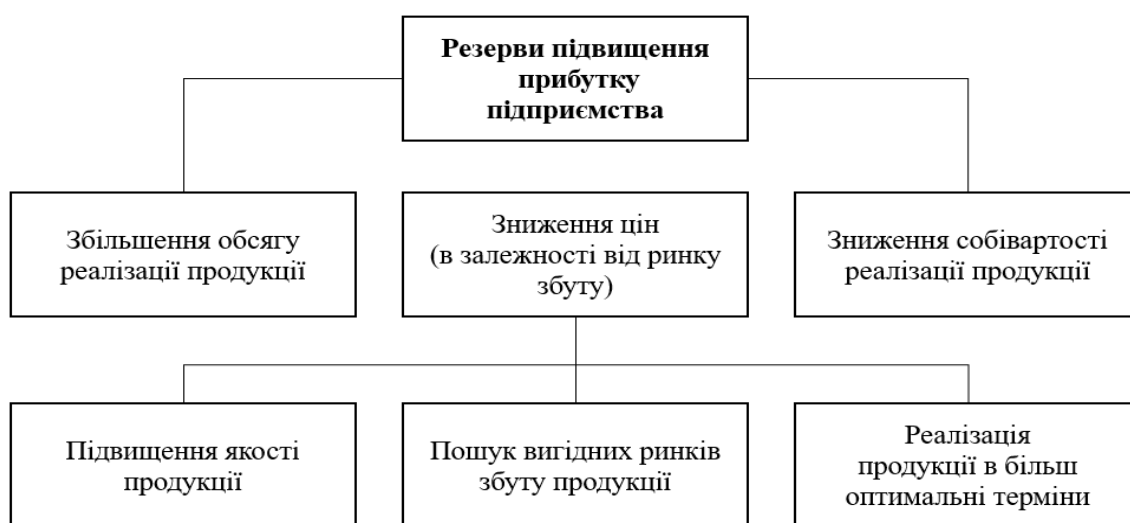 Резерви підвищення
прибутку
підприємства
Збільшення обсягу
реалізації продукції
Зниження цін
(в залежності від ринку
збуту)
Зниження собівартості
реалізації продукції
Підвищення якості
продукції
Пошук вигідних ринків
збуту продукції
Реалізація
продукції в більш
оптимальні терміни